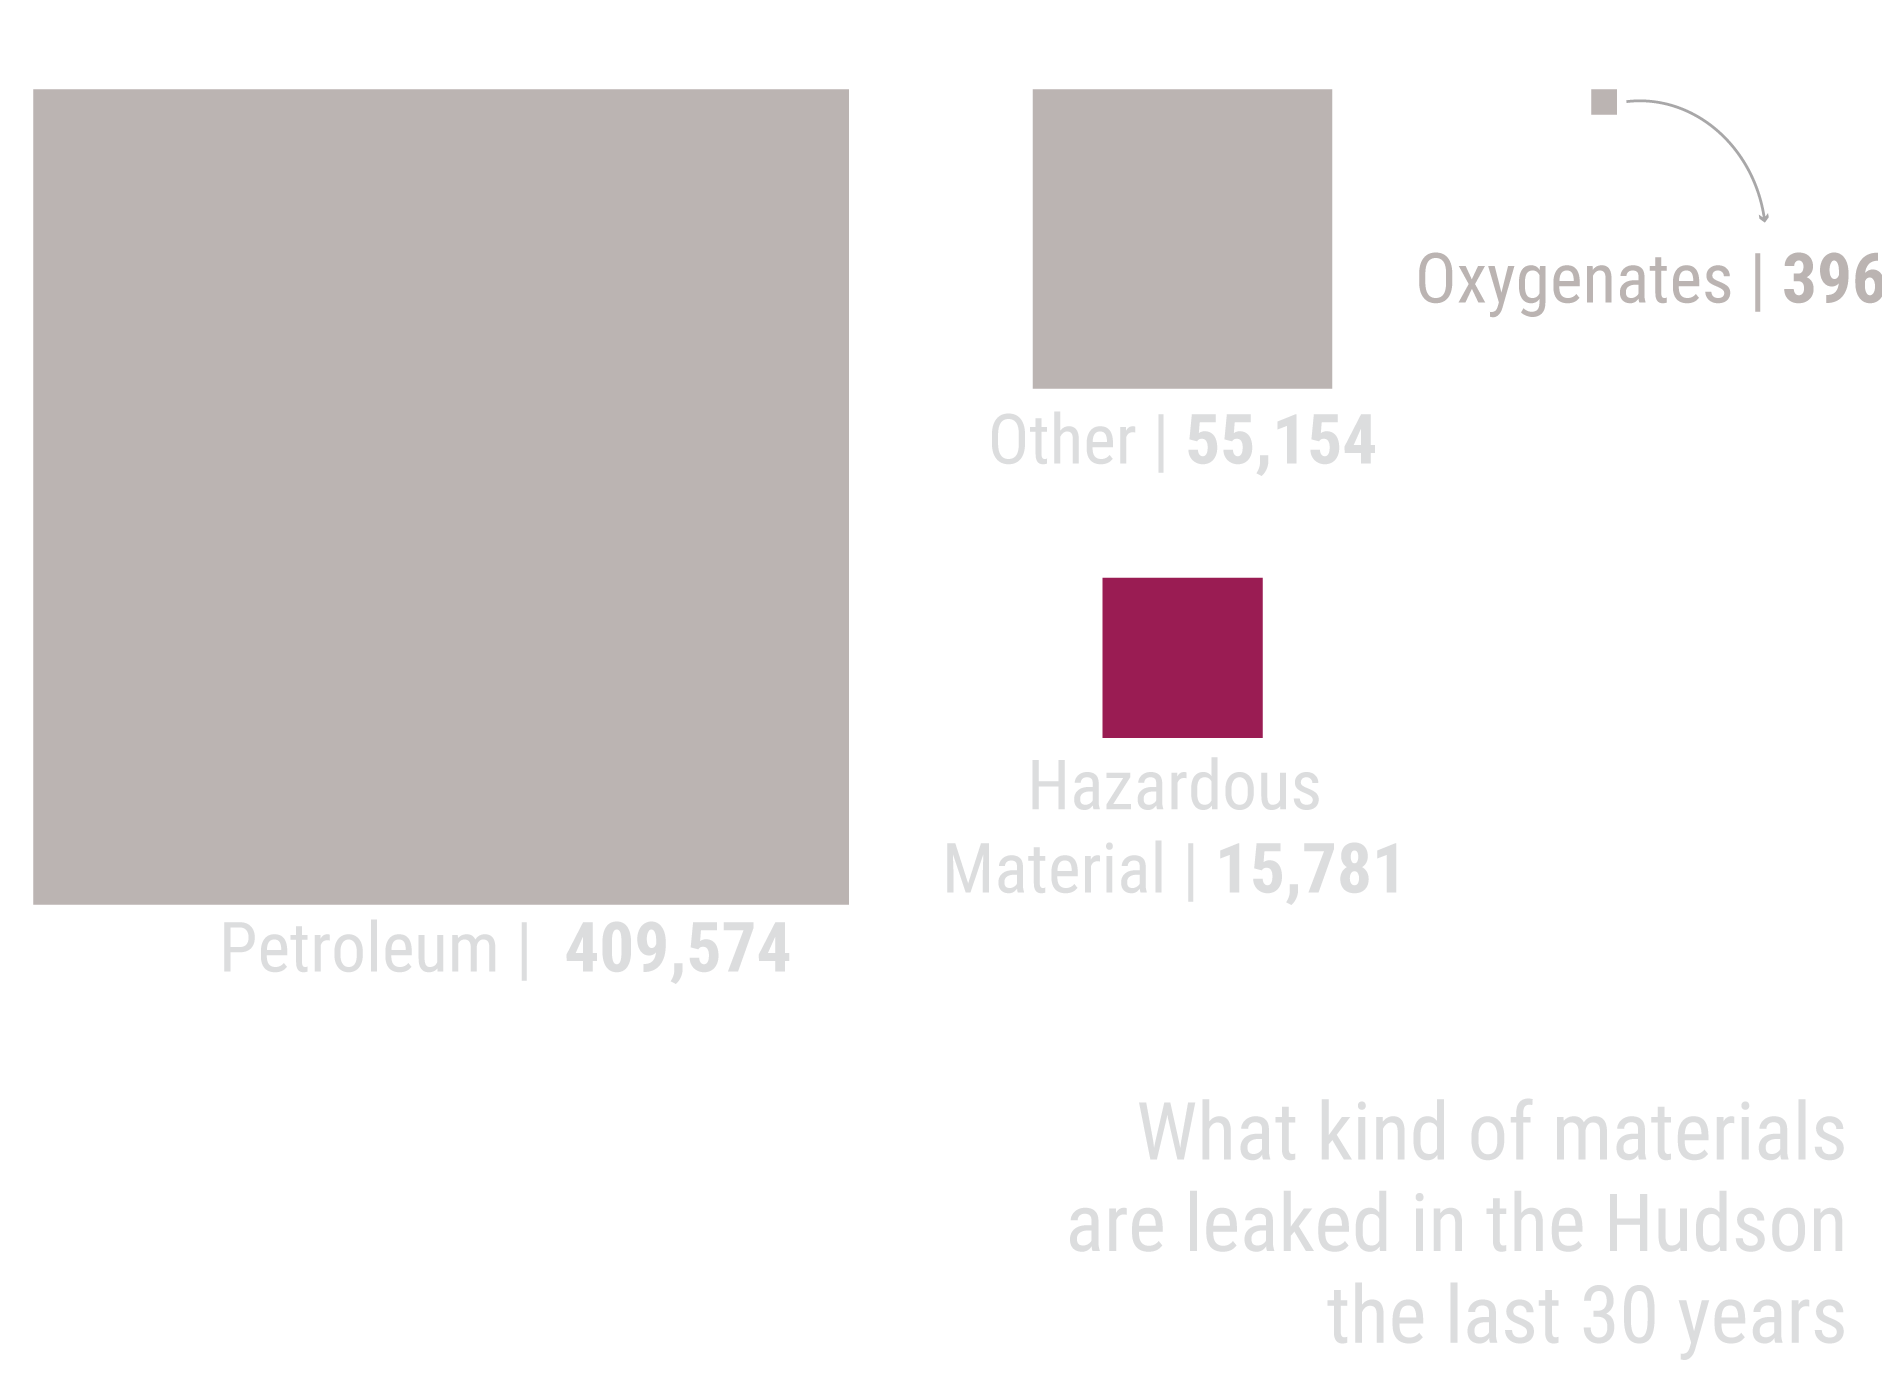 Oxygenates | 396
Other | 55,154
Hazardous
Material | 15,781
Petroleum | 409,574
What kind of materials
are leaked in the Hudson
the last 30 years